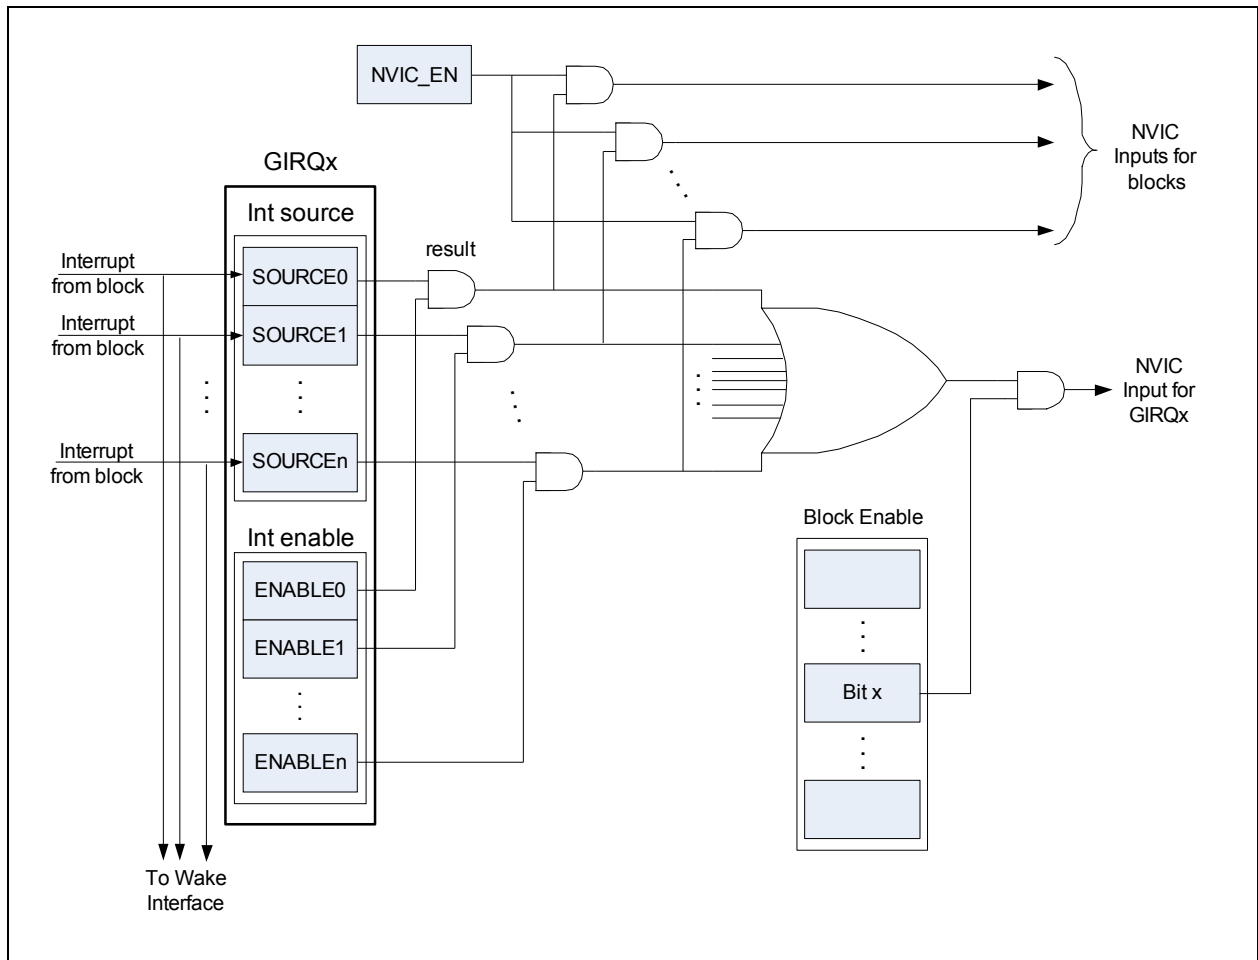 NVIC_EN
NVIC
Inputs for
blocks
GIRQx
Int source
result
Interrupt
from block
SOURCE0
Interrupt
from block
SOURCE1
NVIC
Input for
GIRQx
Interrupt
from block
SOURCEn
Block Enable
Int enable
ENABLE0
ENABLE1
Bit x
ENABLEn
To Wake
Interface